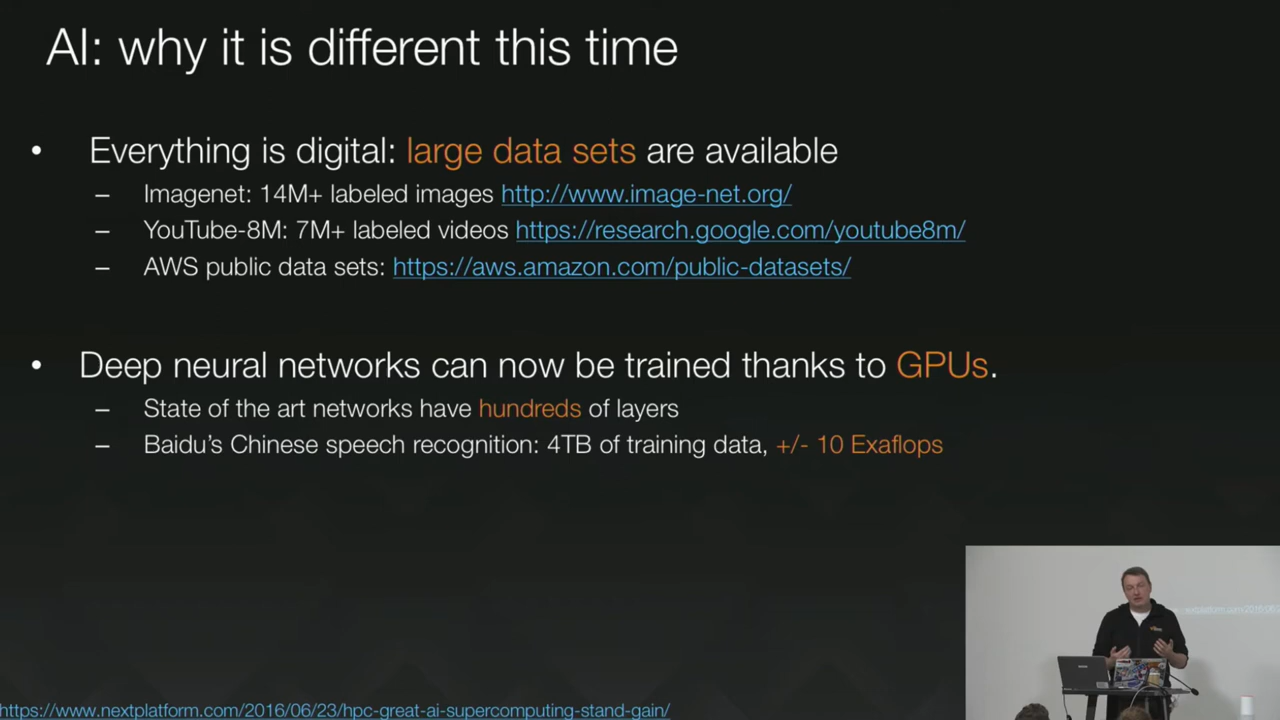 AI: why it is different this time
• Everything is digital: large data sets are available
– Imagenet: 14M+ labeled images http://www.image-net.org/
– YouTube-8M: 7M+ labeled videos https://research.google.com/youtube8m/
– AWS public data sets: https://aws.amazon.com/public-datasets/
• Deep neural networks can now be trained thanks to GPUs.
– State of the art networks have hundreds of layers
– Baidu’s Chinese speech recognition: 4TB of training data, +/- 10 Exaflops
https://www.nextplatform.com/2016/06/23/hpc-great-ai-supercomputing-stand-gain/